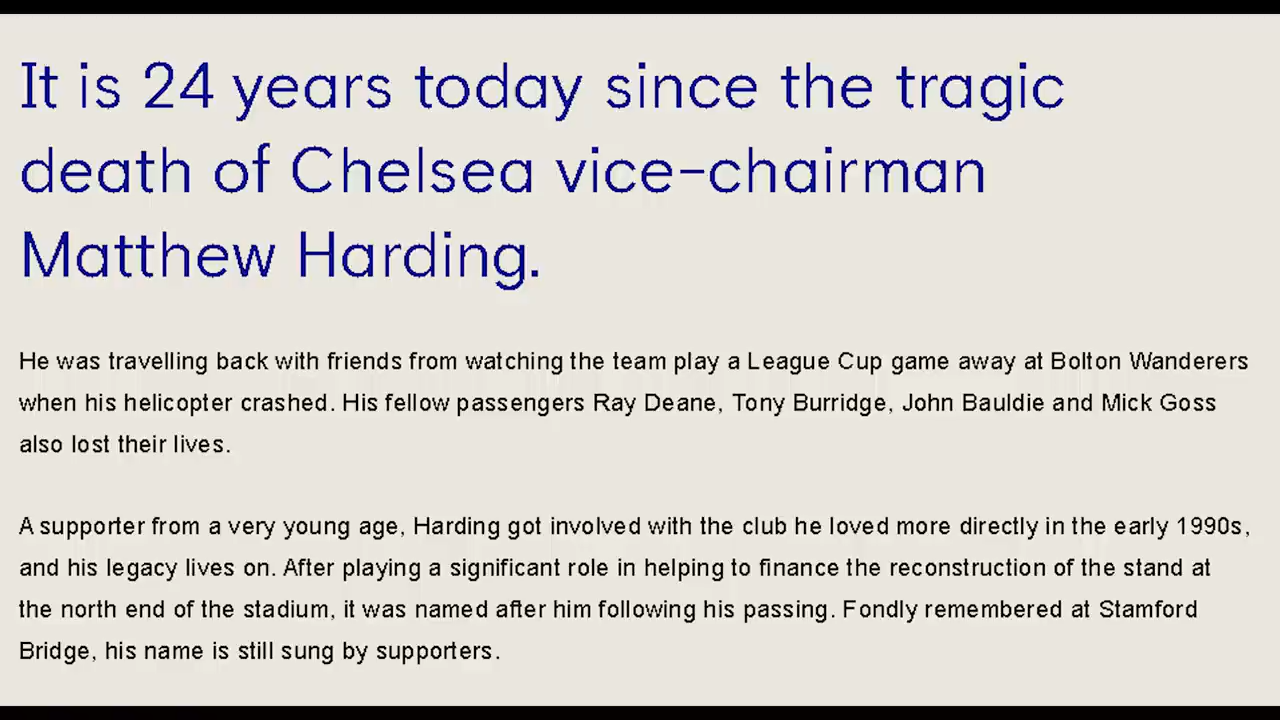 It is 24 years today since the tragic
death of Chelsea vice-chairman
Matthew Harding.
He was travelling back with friends from watching the team play a League Cup game away at Bolton Wanderers
when his helicopter crashed. His fellow passengers Ray Deane, Tony Burridge, John Bauldie and Mick Goss
also lost their lives.
A supporter from a very young age, Harding got involved with the club he loved more directly in the early 1990s,
and his legacy lives on. After playing a significant role in helping to finance the reconstruction of the stand at
the north end of the stadium, it was named after him following his passing. Fondly remembered at Stamford
Bridge, his name is still sung by supporters.